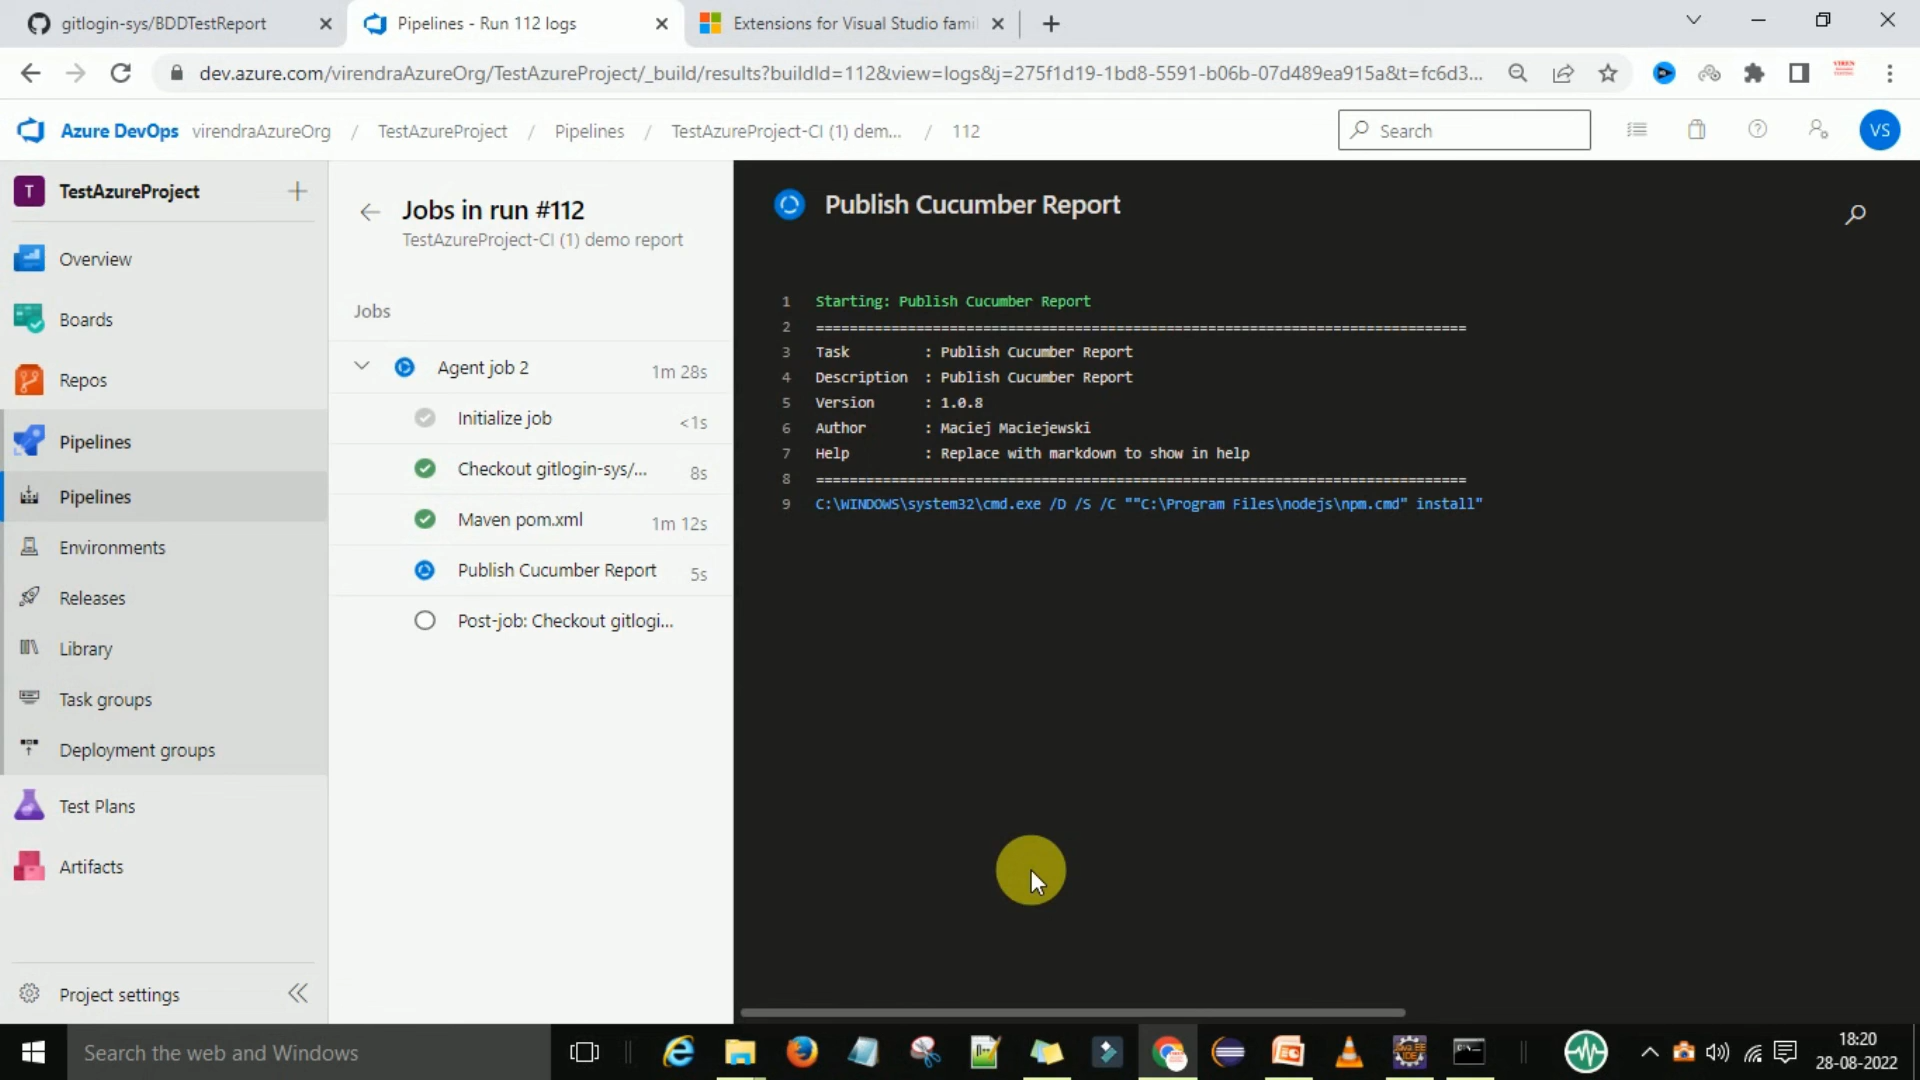 gitlogin-sys/BDDTestReport
Pipelines - Run 112 logs
Extensions for Visual Studio famil
dev.azure.com/virendraAzureOrg/TestAzureProject/_build/results?buildId=112&view=logs&j=275f1d19-1bd8-5591-b06b-07d489ea915a&t=fc6d3...
Azure DevOps virendraAzureOrg / TestAzureProject / Pipelines / TestAzureProject-CI (1) dem... / 112
Search
VS
T TestAzureProject
Overview
Boards
Repos
Pipelines
Pipelines
Environments
Releases
Library
Task groups
Deployment groups
Test Plans
Artifacts
Project settings
Jobs in run #112
TestAzureProject-CI (1) demo report
Jobs
Agent job 2 1m 28s
Initialize job <1s
Checkout gitlogin-sys/... 8s
Maven pom.xml 1m 12s
Publish Cucumber Report 5s
Post-job: Checkout gitlogi...
Publish Cucumber Report
1 Starting: Publish Cucumber Report
2 ==============================================================================
3 Task : Publish Cucumber Report
4 Description : Publish Cucumber Report
5 Version : 1.0.8
6 Author : Maciej Maciejewski
7 Help : Replace with markdown to show in help
8 ==============================================================================
9 C:\WINDOWS\system32\cmd.exe /D /S /C ""C:\Program Files\nodejs\npm.cmd" install"
Search the web and Windows
18:20
28-08-2022